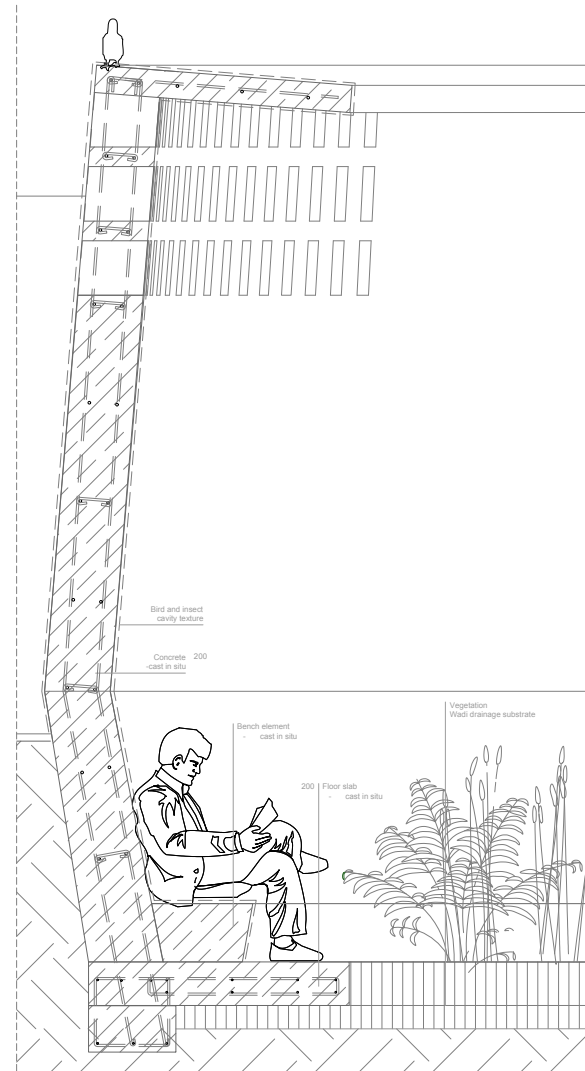 Bird and insect
cavity texture
Concrete 200
-cast in situ
Vegetation
Wadi drainage substrate
Bench element
- cast in situ
200 Floor slab
- cast in situ